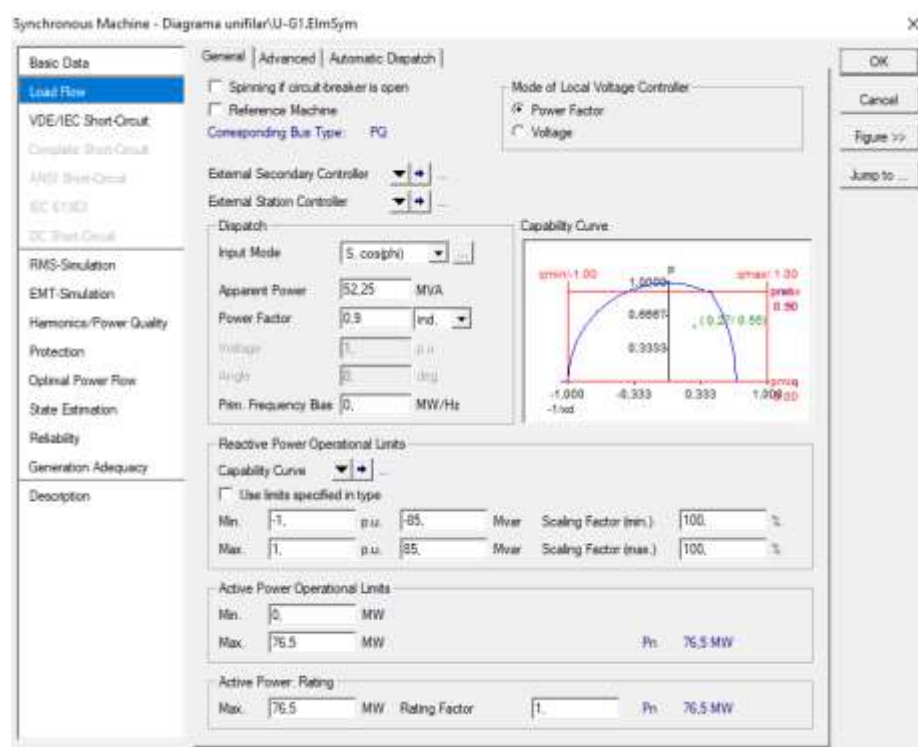 Synchronous Machine - Diagrama unifilar\U-G1.ElmSym
Basic Data
Load Flow
VDE/IEC Short-Circuit
Complete Short-Circuit
ANSI Short-Circuit
IEC 61363
DC Short-Circuit
RMS-Simulation
EMT-Simulation
Harmonics/Power Quality
Protection
Optimal Power Flow
State Estimation
Reliability
Generation Adequacy
Description
General Advanced Automatic Dispatch
Spinning if circuit-breaker is open
Reference Machine
Corresponding Bus Type: PQ
Mode of Local Voltage Controller
Power Factor
Voltage
External Secondary Controller ...
External Station Controller ...
Dispatch
Input Mode S, cos(phi) ...
Apparent Power 52,25 MVA
Power Factor 0,9 ind.
Voltage 1, p.u.
Angle 0, deg
Prim. Frequency Bias 0, MW/Hz
Capability Curve
qmin/-1.00 p qmax/ 1.00
1,0000
pmax/
0.90
0.6667
(0.27/ 0.55)
0.3333
pmin/
0.00
-1,000 -0,333 0.333 1,000 q
-1/xd
Reactive Power Operational Limits
Capability Curve ...
Use limits specified in type
Min. -1, p.u. -85, Mvar Scaling Factor (min.) 100, %
Max. 1, p.u. 85, Mvar Scaling Factor (max.) 100, %
Active Power Operational Limits
Min. 0, MW
Max. 76,5 MW Pn 76,5 MW
Active Power: Rating
Max. 76,5 MW Rating Factor 1, Pn 76,5 MW
OK
Cancel
Figure >>
Jump to ...